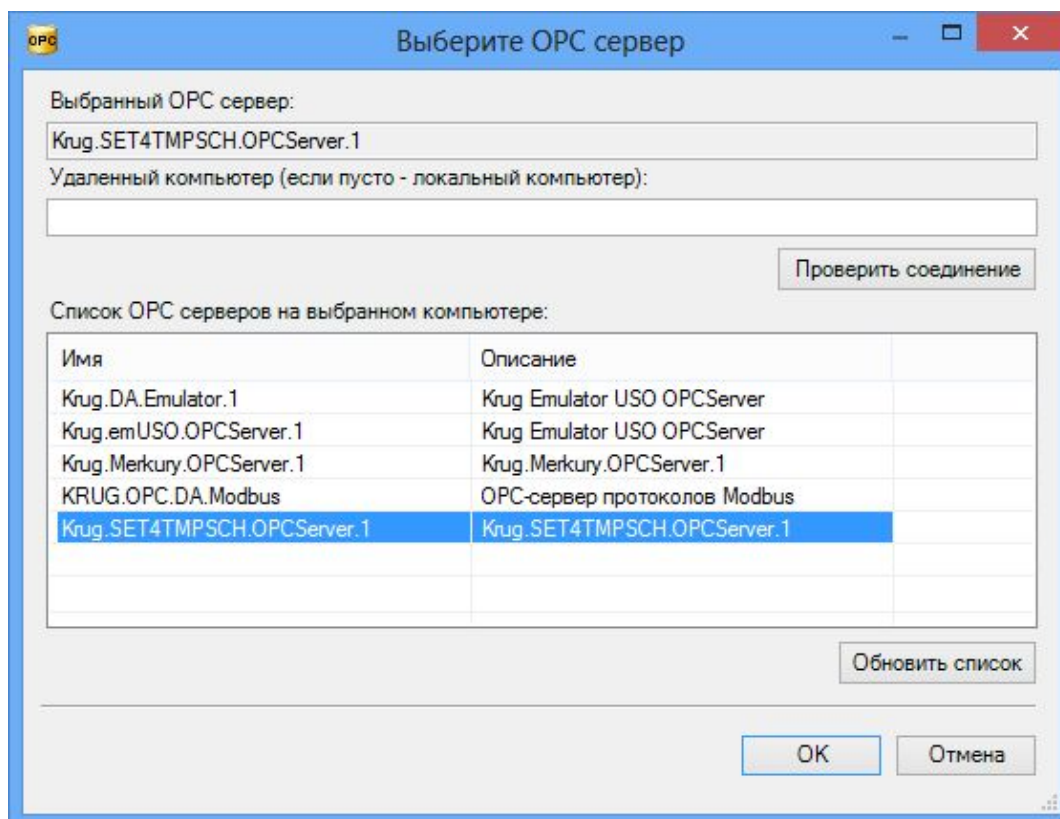 OPC
Выберите OPC сервер
Выбранный OPC сервер:
Krug.SET4TMPSCH.OPCServer.1
Удаленный компьютер (если пусто - локальный компьютер):
Проверить соединение
Список OPC серверов на выбранном компьютере:
Имя Описание
Krug.DA.Emulator.1 Krug Emulator USO OPCServer
Krug.emUSO.OPCServer.1 Krug Emulator USO OPCServer
Krug.Merkury.OPCServer.1 Krug.Merkury.OPCServer.1
KRUG.OPC.DA.Modbus OPC-сервер протоколов Modbus
Krug.SET4TMPSCH.OPCServer.1 Krug.SET4TMPSCH.OPCServer.1
Обновить список
OK Отмена